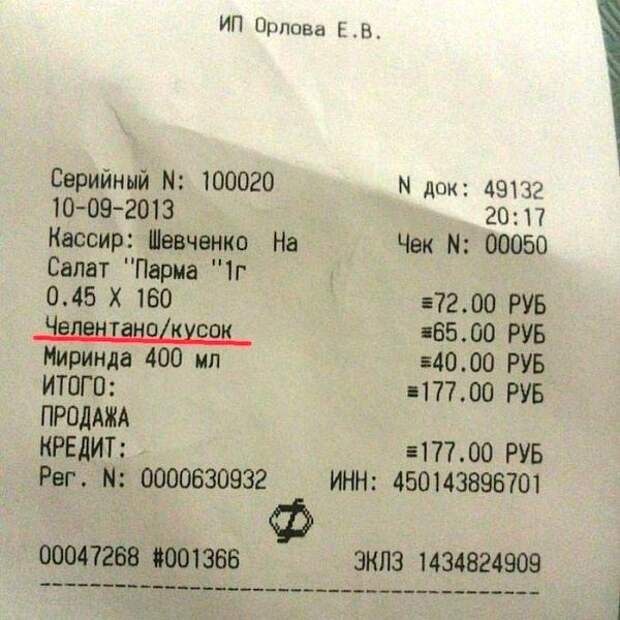 ИП Орлова Е.В.
Серийный N: 100020 N док: 49132
10-09-2013 20:17
Кассир: Шевченко На Чек N: 00050
Салат "Парма "1г
0.45 X 160 ≡72.00 РУБ
Челентано/кусок ≡65.00 РУБ
Миринда 400 мл ≡40.00 РУБ
ИТОГО: ≡177.00 РУБ
ПРОДАЖА
КРЕДИТ: ≡177.00 РУБ
Рег. N: 0000630932 ИНН: 450143896701
00047268 #001366 ЭКЛЗ 1434824909